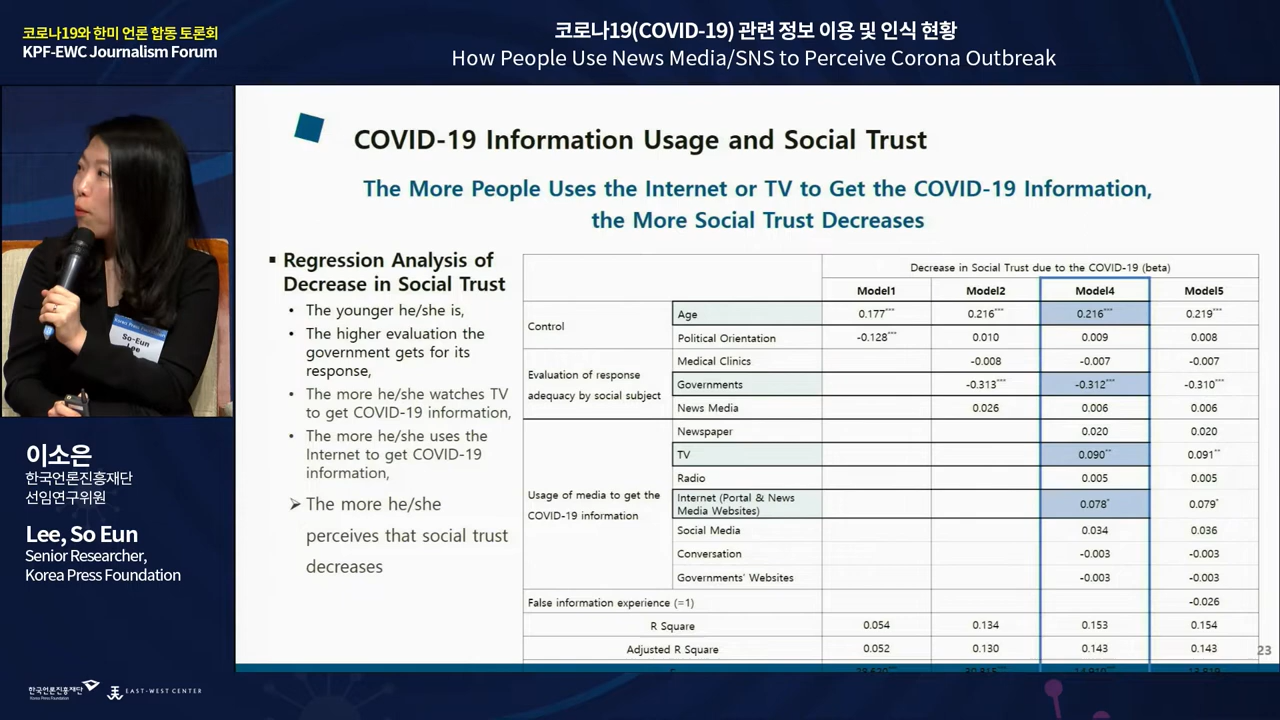 코로나19와 한미 언론 합동 토론회
KPF-EWC Journalism Forum
코로나19(COVID-19) 관련 정보 이용 및 인식 현황
How People Use News Media/SNS to Perceive Corona Outbreak
So-Eun
Lee
이소은
한국언론진흥재단
선임연구위원
Lee, So Eun
Senior Researcher,
Korea Press Foundation
한국언론진흥재단
Korea Press Foundation
EAST-WEST CENTER
COVID-19 Information Usage and Social Trust
The More People Uses the Internet or TV to Get the COVID-19 Information,
the More Social Trust Decreases
▪ Regression Analysis of
Decrease in Social Trust
• The younger he/she is,
• The higher evaluation the
government gets for its
response,
• The more he/she watches TV
to get COVID-19 information,
• The more he/she uses the
Internet to get COVID-19
information,
➢ The more he/she
perceives that social trust
decreases
Decrease in Social Trust due to the COVID-19 (beta)
Model1 Model2 Model4 Model5
Control
Age 0.177*** 0.216*** 0.216*** 0.219***
Political Orientation -0.128*** 0.010 0.009 0.008
Evaluation of response
adequacy by social subject
Medical Clinics -0.008 -0.007 -0.007
Governments -0.313*** -0.312*** -0.310***
News Media 0.026 0.006 0.006
Usage of media to get the
COVID-19 information
Newspaper 0.020 0.020
TV 0.090** 0.091**
Radio 0.005 0.005
Internet (Portal & News
Media Websites) 0.078* 0.079*
Social Media 0.034 0.036
Conversation -0.003 -0.003
Governments' Websites -0.003 -0.003
False information experience (=1) -0.026
R Square 0.054 0.134 0.153 0.154
Adjusted R Square 0.052 0.130 0.143 0.143
23